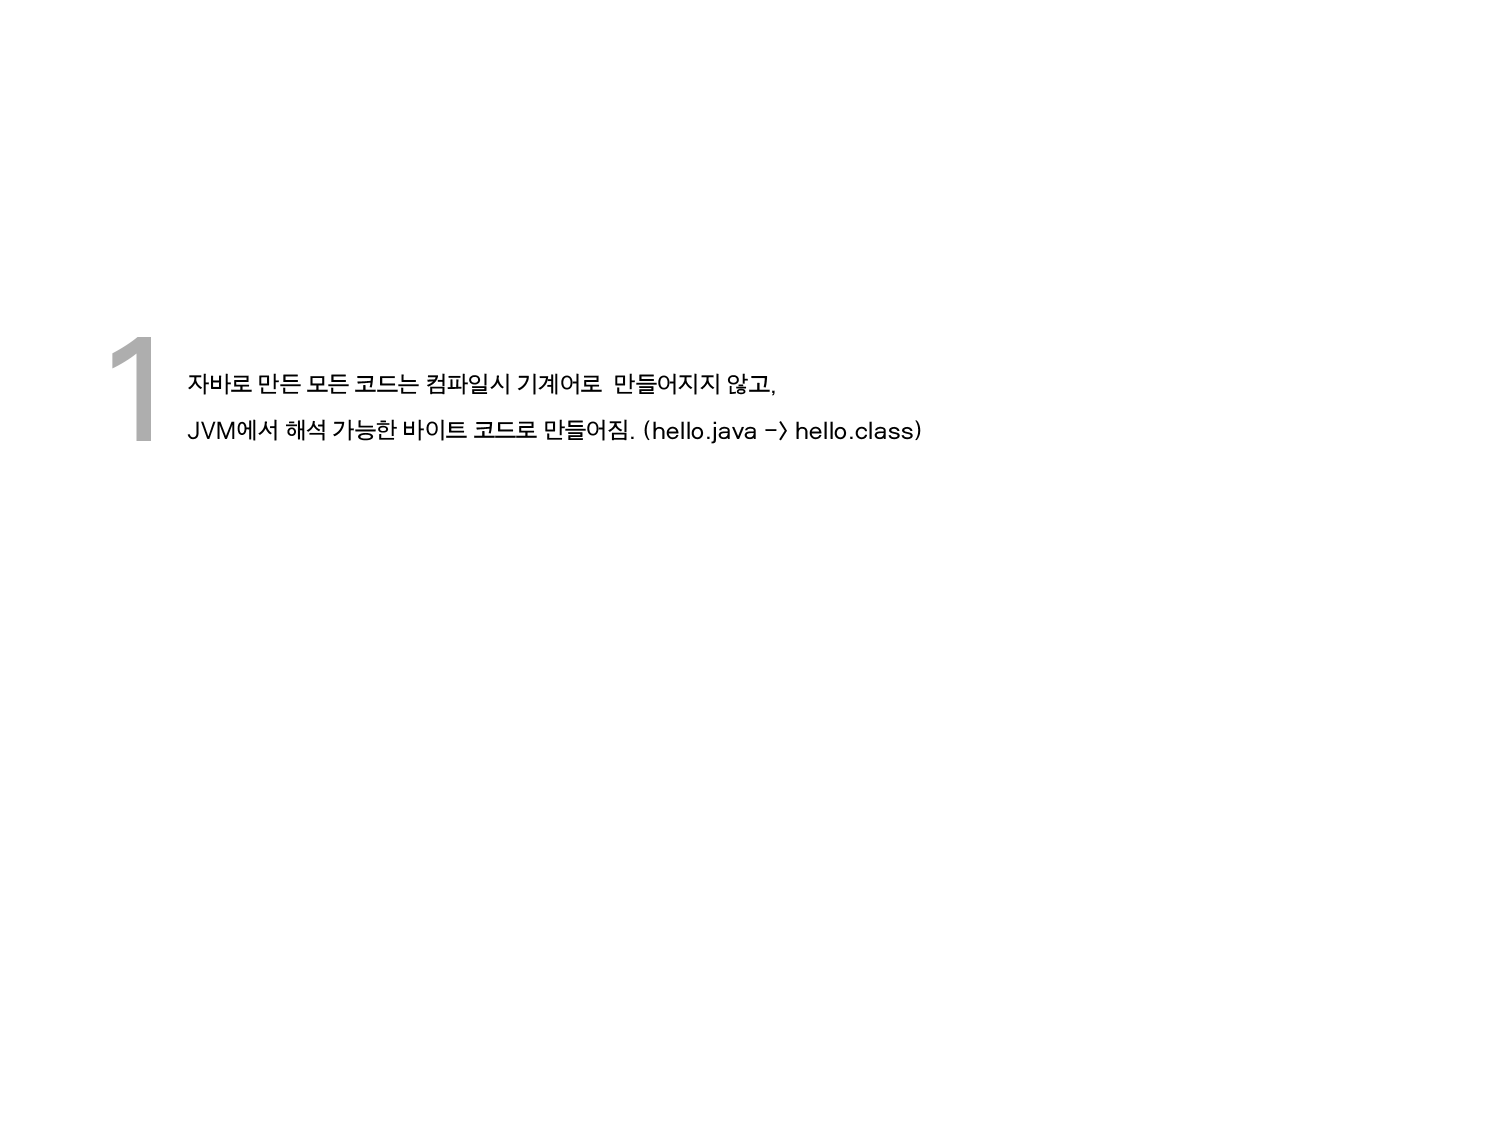 1
자바로 만든 모든 코드는 컴파일시 기계어로  만들어지지 않고,
JVM에서 해석 가능한 바이트 코드로 만들어짐. (hello.java -> hello.class)